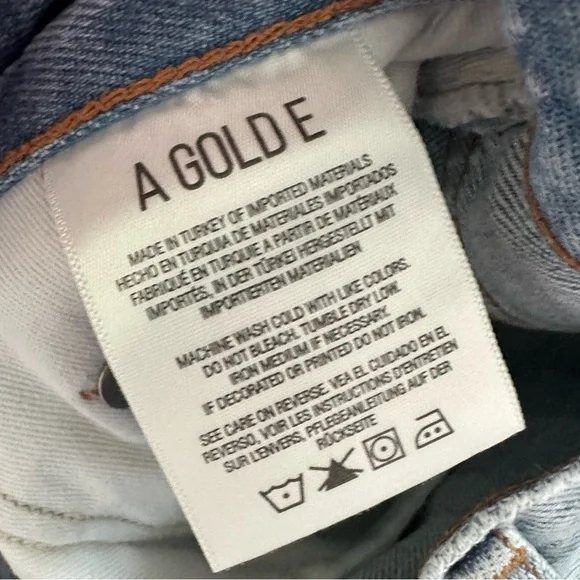 A GOLD E
MADE IN TURKEY OF IMPORTED MATERIALS
HECHO EN TURQUIA DE MATERIALES IMPORTADOS
FABRIQUÉ EN TURQUIE A PARTIR DE MATÉRIAUX
IMPORTÉS, IN DER TÜRKEI HERGESTELLT MIT
IMPORTIERTEN MATERIALIEN
MACHINE WASH COLD WITH LIKE COLORS.
DO NOT BLEACH. TUMBLE DRY LOW.
IRON MEDIUM IF NECESSARY.
IF DECORATED OR PRINTED DO NOT IRON.
SEE CARE ON REVERSE. VEA EL CUIDADO EN EL
REVERSO, VOIR LES INSTRUCTIONS D'ENTRETIEN
SUR L'ENVERS, PFLEGEANLEITUNG AUF DER
RÜCKSEITE